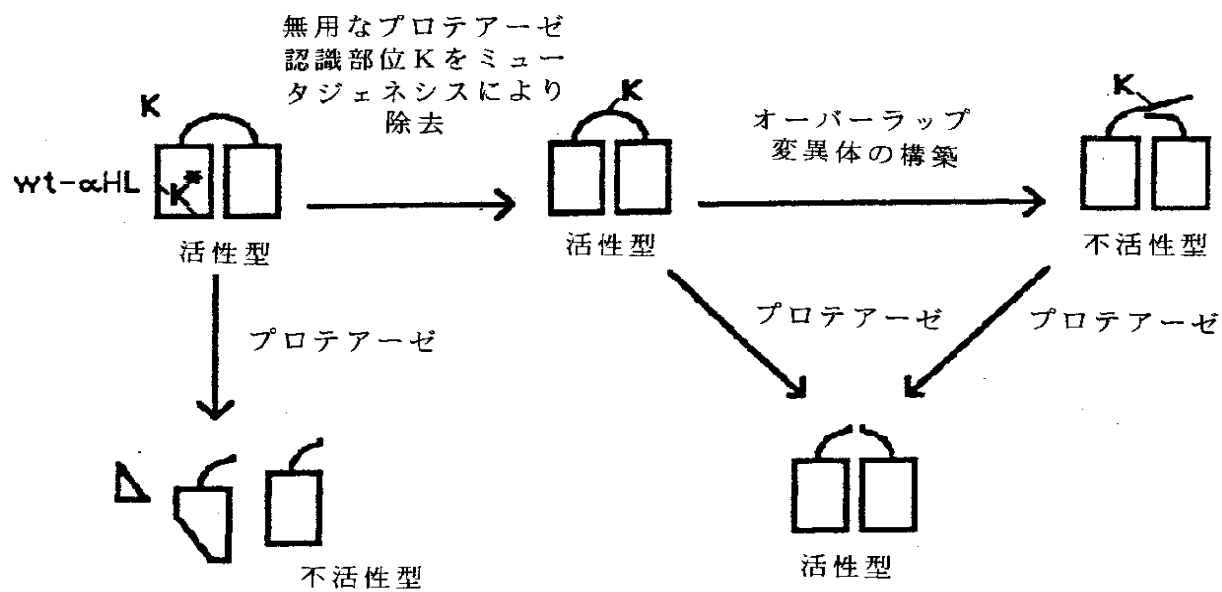 無用なプロテアーゼ
認識部位Kをミュー
タジェネシスにより
除去
K
K
K
オーバーラップ
変異体の構築
wt-αHL
K*
活性型
活性型
不活性型
プロテアーゼ
プロテアーゼ
プロテアーゼ
不活性型
活性型